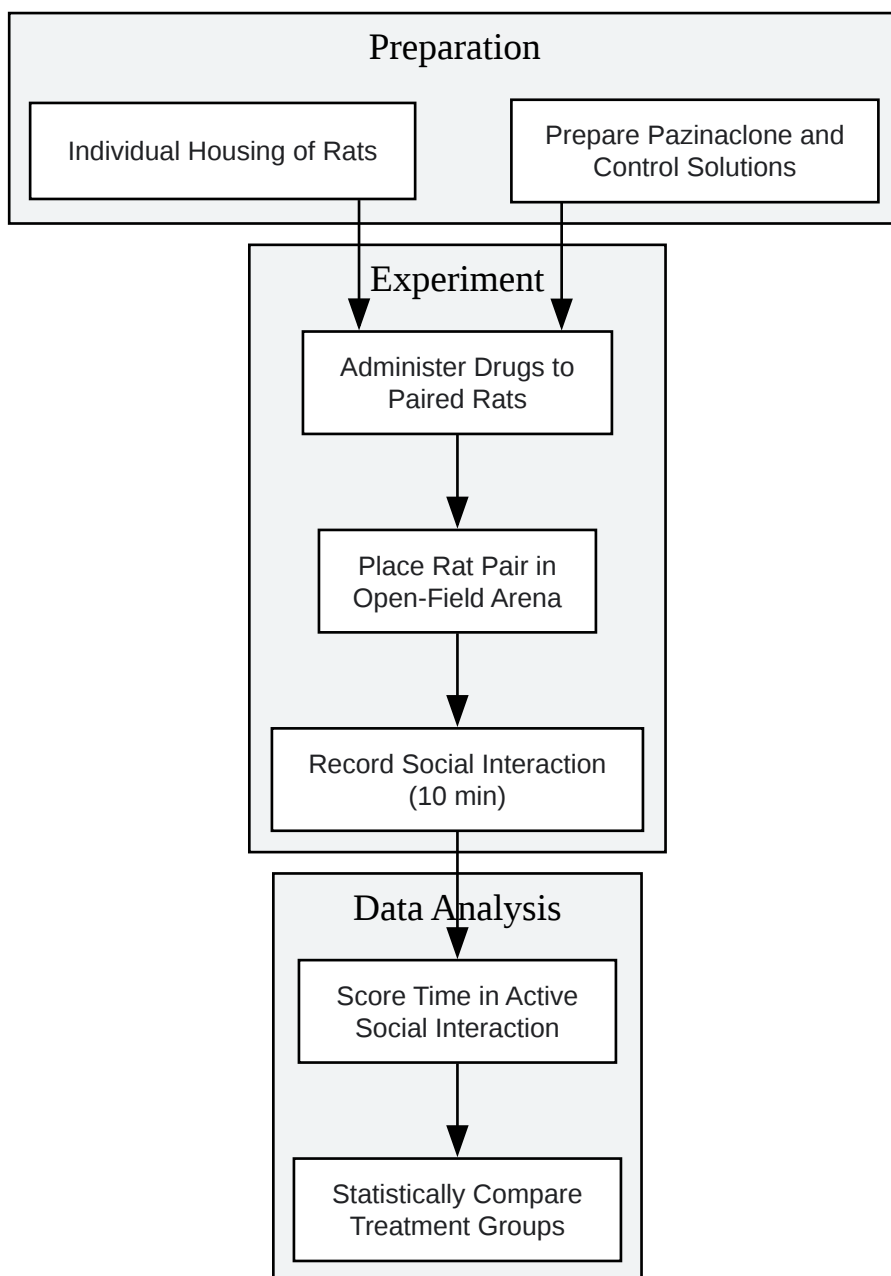 Preparation
Individual Housing of Rats
Prepare Pazinaclone and
Control Solutions
Experiment
Administer Drugs to
Paired Rats
Place Rat Pair in
Open-Field Arena
Record Social Interaction
(10 min)
Data Analysis
Score Time in Active
Social Interaction
Statistically Compare
Treatment Groups